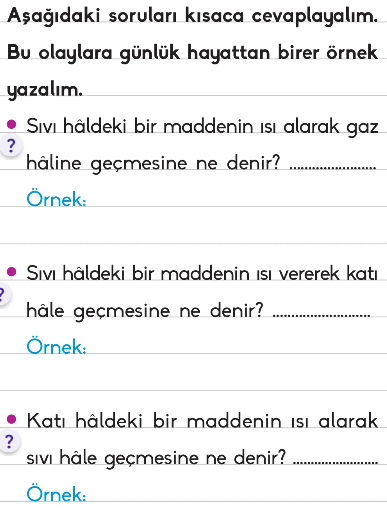 Aşağıdaki soruları kısaca cevaplayalım.
Bu olaylara günlük hayattan birer örnek
yazalım.
• Sıvı hâldeki bir maddenin ısı alarak gaz
? hâline geçmesine ne denir? ........................
Örnek:
• Sıvı hâldeki bir maddenin ısı vererek katı
? hâle geçmesine ne denir? ...........................
Örnek:
• Katı hâldeki bir maddenin ısı alarak
? sıvı hâle geçmesine ne denir? ........................
Örnek: